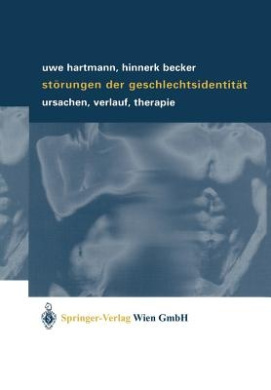 uwe hartmann, hinnerk becker
störungen der geschlechtsidentität
ursachen, verlauf, therapie
Springer-Verlag Wien GmbH